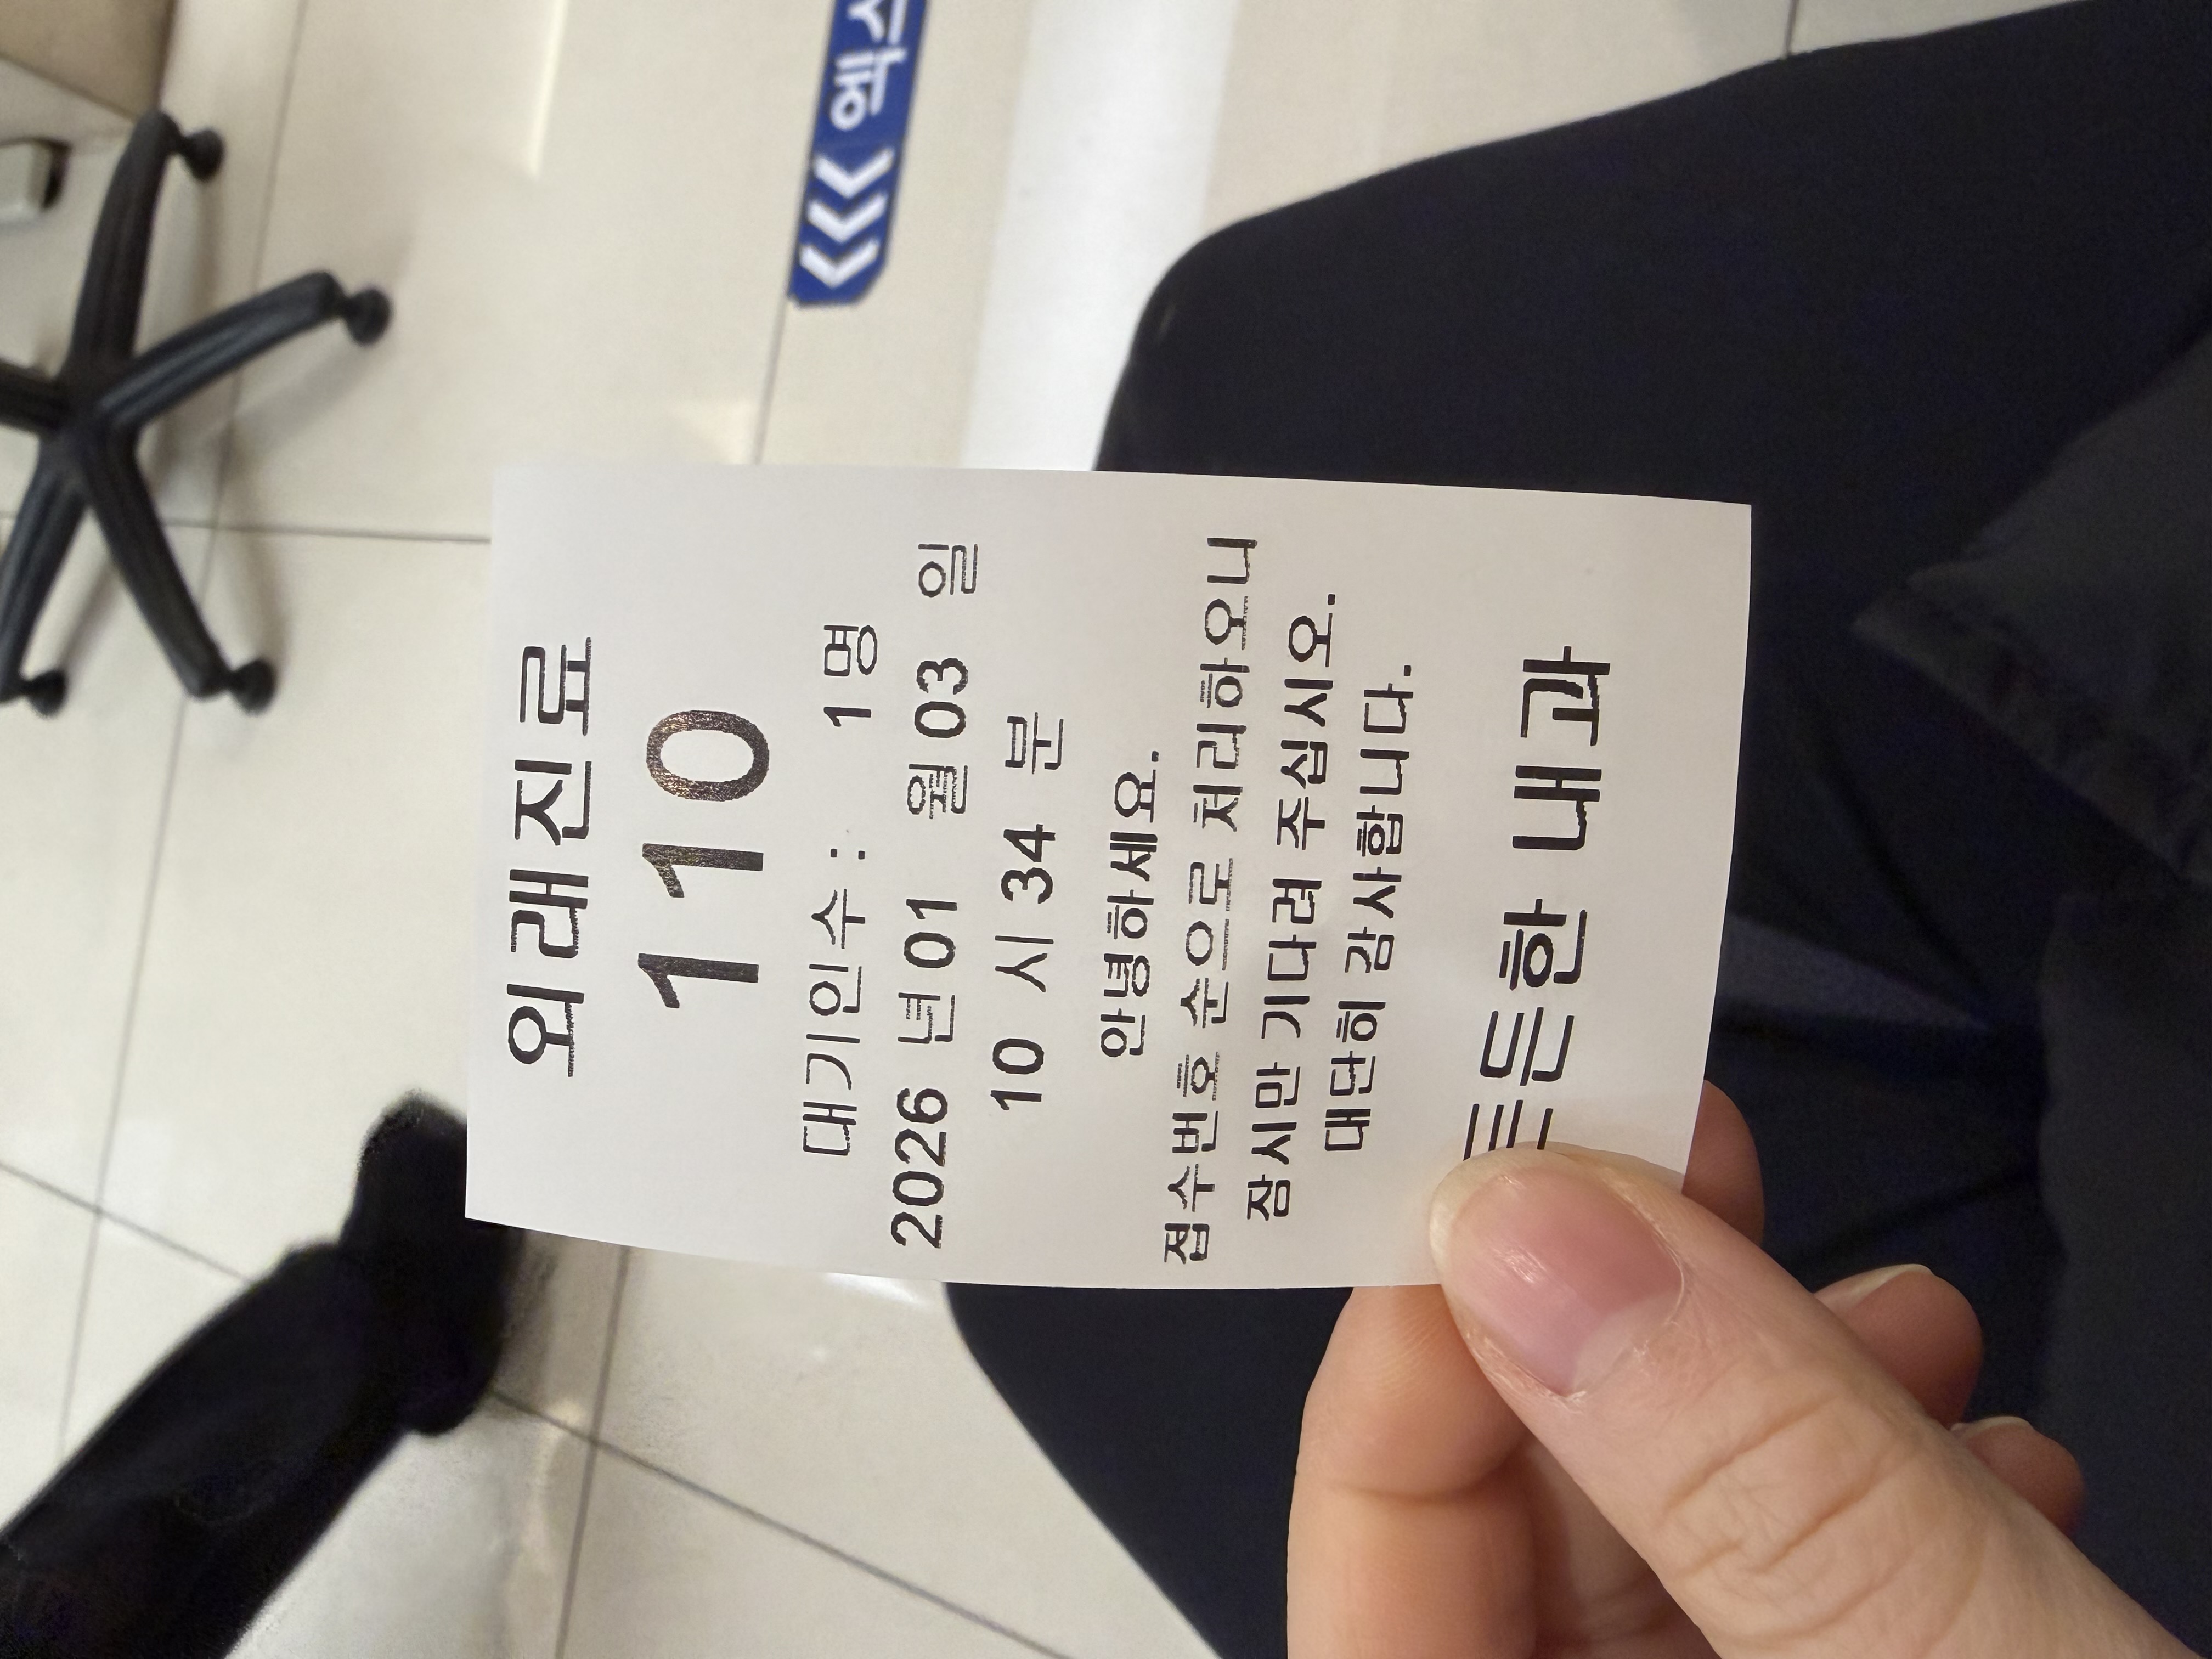 외래진료
110
대기인수 : 1 명
2026 년 01 월 03 일
10 시 34 분
안녕하세요.
접수번호 순으로 처리하오니
잠시만 기다려 주십시오.
대단히 감사합니다.
든든한 내과